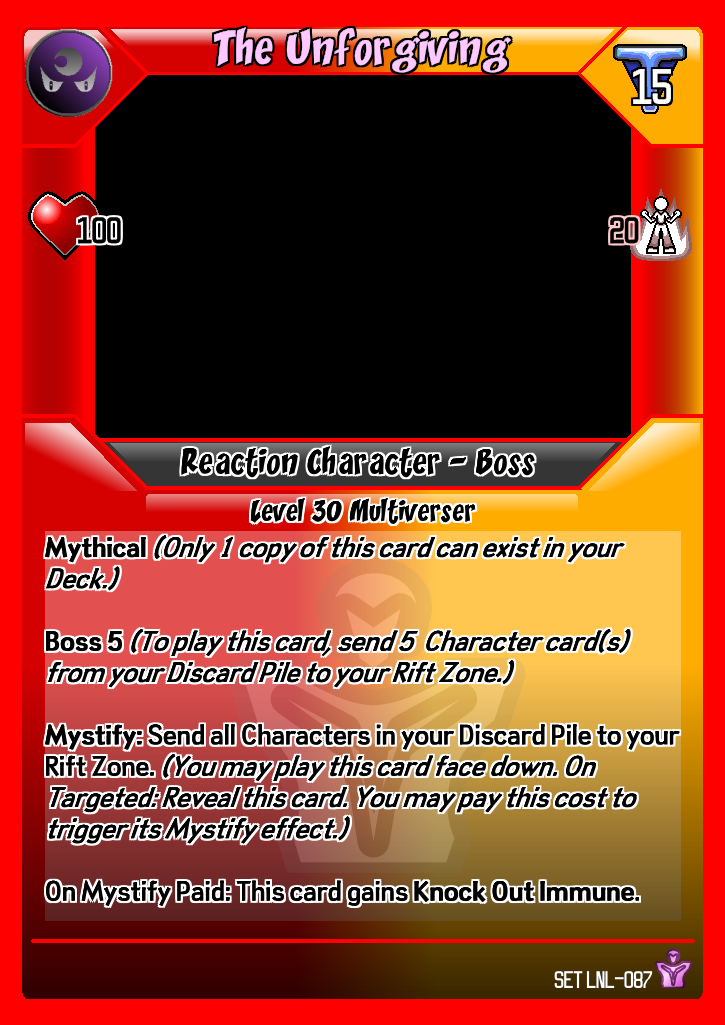 The Unforgiving
15
100
20
Reaction Character - Boss
Level 30 Multiverser
Mythical (Only 1 copy of this card can exist in your
Deck.)
Boss 5 (To play this card, send 5 Character card(s)
from your Discard Pile to your Rift Zone.)
Mystify: Send all Characters in your Discard Pile to your
Rift Zone. (You may play this card face down. On
Targeted: Reveal this card. You may pay this cost to
trigger its Mystify effect.)
On Mystify Paid: This card gains Knock Out Immune.
SET LNL-087